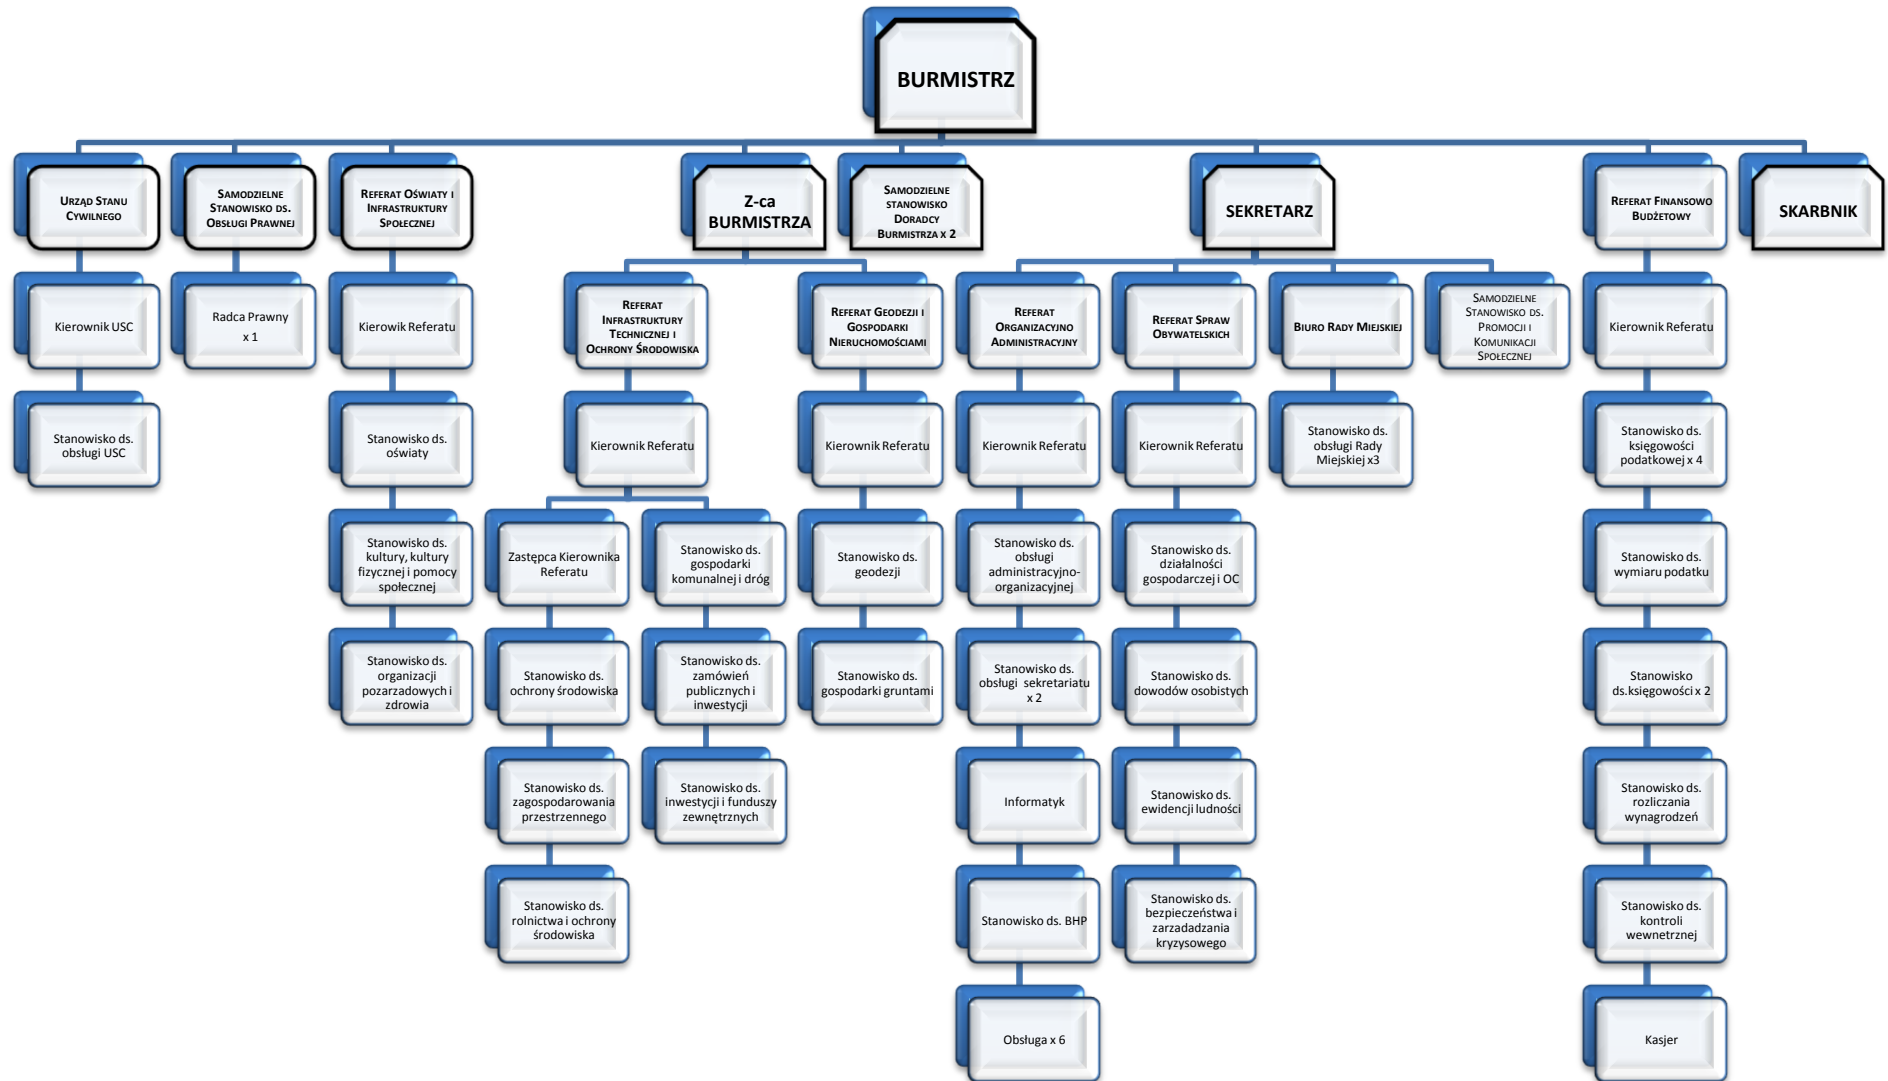 BURMISTRZ
URZĄD STANU
CYWILNEGO
SAMODZIELNE
STANOWISKO DS.
OBSŁUGI PRAWNEJ
REFERAT OŚWIATY I
INFRASTRUKTURY
SPOŁECZNEJ
Z-ca
BURMISTRZA
SAMODZIELNE
STANOWISKO
DORADCY
BURMISTRZA X 2
SEKRETARZ
REFERAT FINANSOWO
BUDŻETOWY
SKARBNIK
Kierownik USC
Radca Prawny
x 1
Kierowik Referatu
REFERAT
INFRASTRUKTURY
TECHNICZNEJ I
OCHRONY ŚRODOWISKA
REFERAT GEODEZJI I
GOSPODARKI
NIERUCHOMOŚCIAMI
REFERAT
ORGANIZACYJNO
ADMINISTRACYJNY
REFERAT SPRAW
OBYWATELSKICH
BIURO RADY MIEJSKIEJ
SAMODZIELNE
STANOWISKO DS.
PROMOCJI I
KOMUNIKACJI
SPOŁECZNEJ
Kierownik Referatu
Stanowisko ds.
obsługi USC
Stanowisko ds.
oświaty
Kierownik Referatu
Kierownik Referatu
Kierownik Referatu
Kierownik Referatu
Stanowisko ds.
obsługi Rady
Miejskiej x3
Stanowisko ds.
księgowości
podatkowej x 4
Stanowisko ds.
kultury, kultury
fizycznej i pomocy
społecznej
Zastępca Kierownika
Referatu
Stanowisko ds.
gospodarki
komunalnej i dróg
Stanowisko ds.
geodezji
Stanowisko ds.
obsługi
administracyjno-
organizacyjnej
Stanowisko ds.
działalności
gospodarczej i OC
Stanowisko ds.
wymiaru podatku
Stanowisko ds.
organizacji
pozarzadowych i
zdrowia
Stanowisko ds.
ochrony środowiska
Stanowisko ds.
zamówień
publicznych i
inwestycji
Stanowisko ds.
gospodarki gruntami
Stanowisko ds.
obsługi sekretariatu
x 2
Stanowisko ds.
dowodów osobistych
Stanowisko
ds.księgowości x 2
Stanowisko ds.
zagospodarowania
przestrzennego
Stanowisko ds.
inwestycji i funduszy
zewnętrznych
Informatyk
Stanowisko ds.
ewidencji ludności
Stanowisko ds.
rozliczania
wynagrodzeń
Stanowisko ds.
rolnictwa i ochrony
środowiska
Stanowisko ds. BHP
Stanowisko ds.
bezpieczeństwa i
zarzadadzania
kryzysowego
Stanowisko ds.
kontroli
wewnetrznej
Obsługa x 6
Kasjer